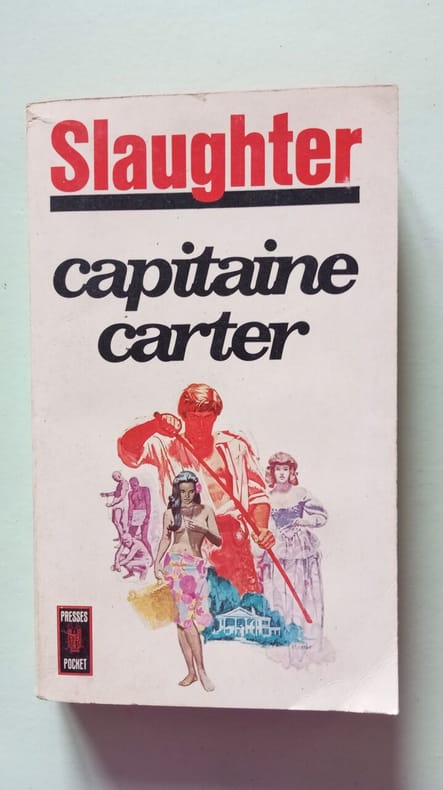 Slaughter
capitaine
carter
PRESSES
POCKET